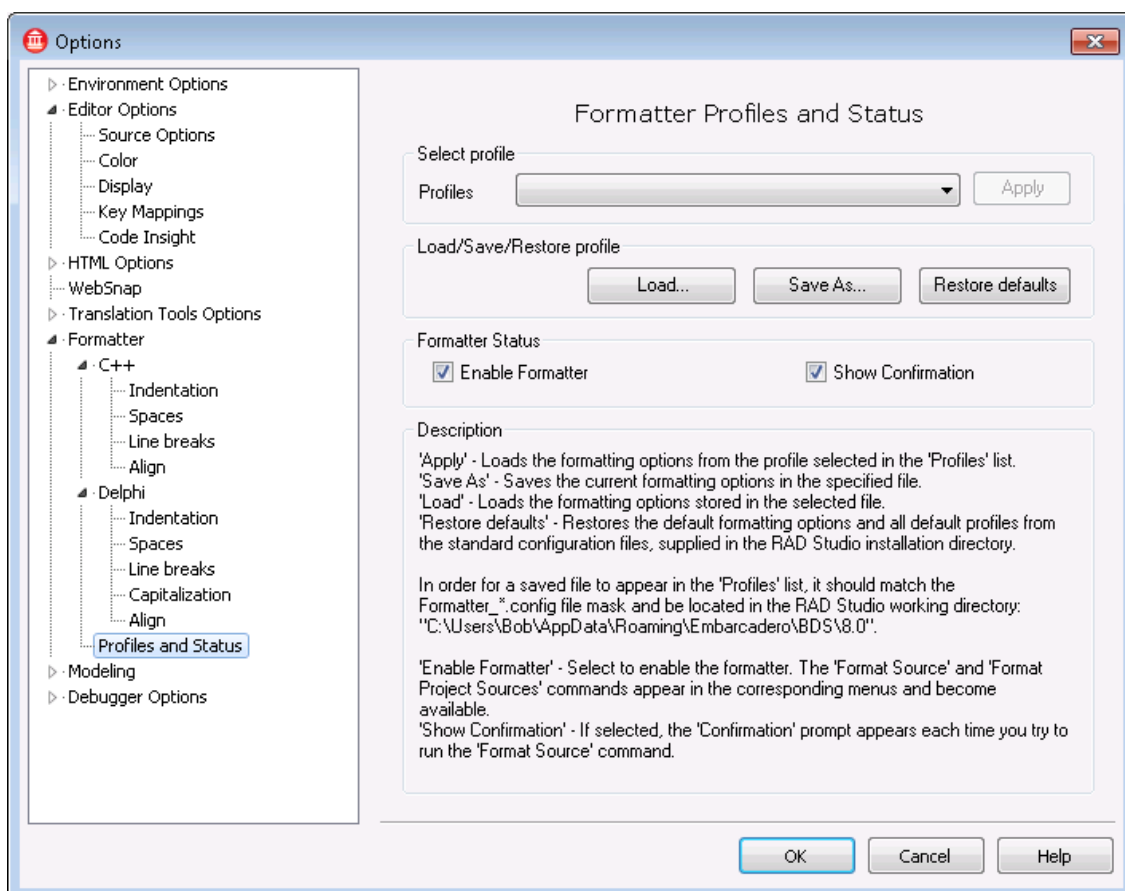 Options
Environment Options
Editor Options
Source Options
Color
Display
Key Mappings
Code Insight
HTML Options
WebSnap
Translation Tools Options
Formatter
C++
Indentation
Spaces
Line breaks
Align
Delphi
Indentation
Spaces
Line breaks
Capitalization
Align
Profiles and Status
Modeling
Debugger Options
Formatter Profiles and Status
Select profile
Profiles
Apply
Load/Save/Restore profile
Load...
Save As...
Restore defaults
Formatter Status
Enable Formatter
Show Confirmation
Description
'Apply' - Loads the formatting options from the profile selected in the 'Profiles' list.
'Save As' - Saves the current formatting options in the specified file.
'Load' - Loads the formatting options stored in the selected file.
'Restore defaults' - Restores the default formatting options and all default profiles from
the standard configuration files, supplied in the RAD Studio installation directory.
In order for a saved file to appear in the 'Profiles' list, it should match the
Formatter_*.config file mask and be located in the RAD Studio working directory:
"C:\Users\Bob\AppData\Roaming\Embarcadero\BDS\8.0".
'Enable Formatter' - Select to enable the formatter. The 'Format Source' and 'Format
Project Sources' commands appear in the corresponding menus and become
available.
'Show Confirmation' - If selected, the 'Confirmation' prompt appears each time you try to
run the 'Format Source' command.
OK
Cancel
Help